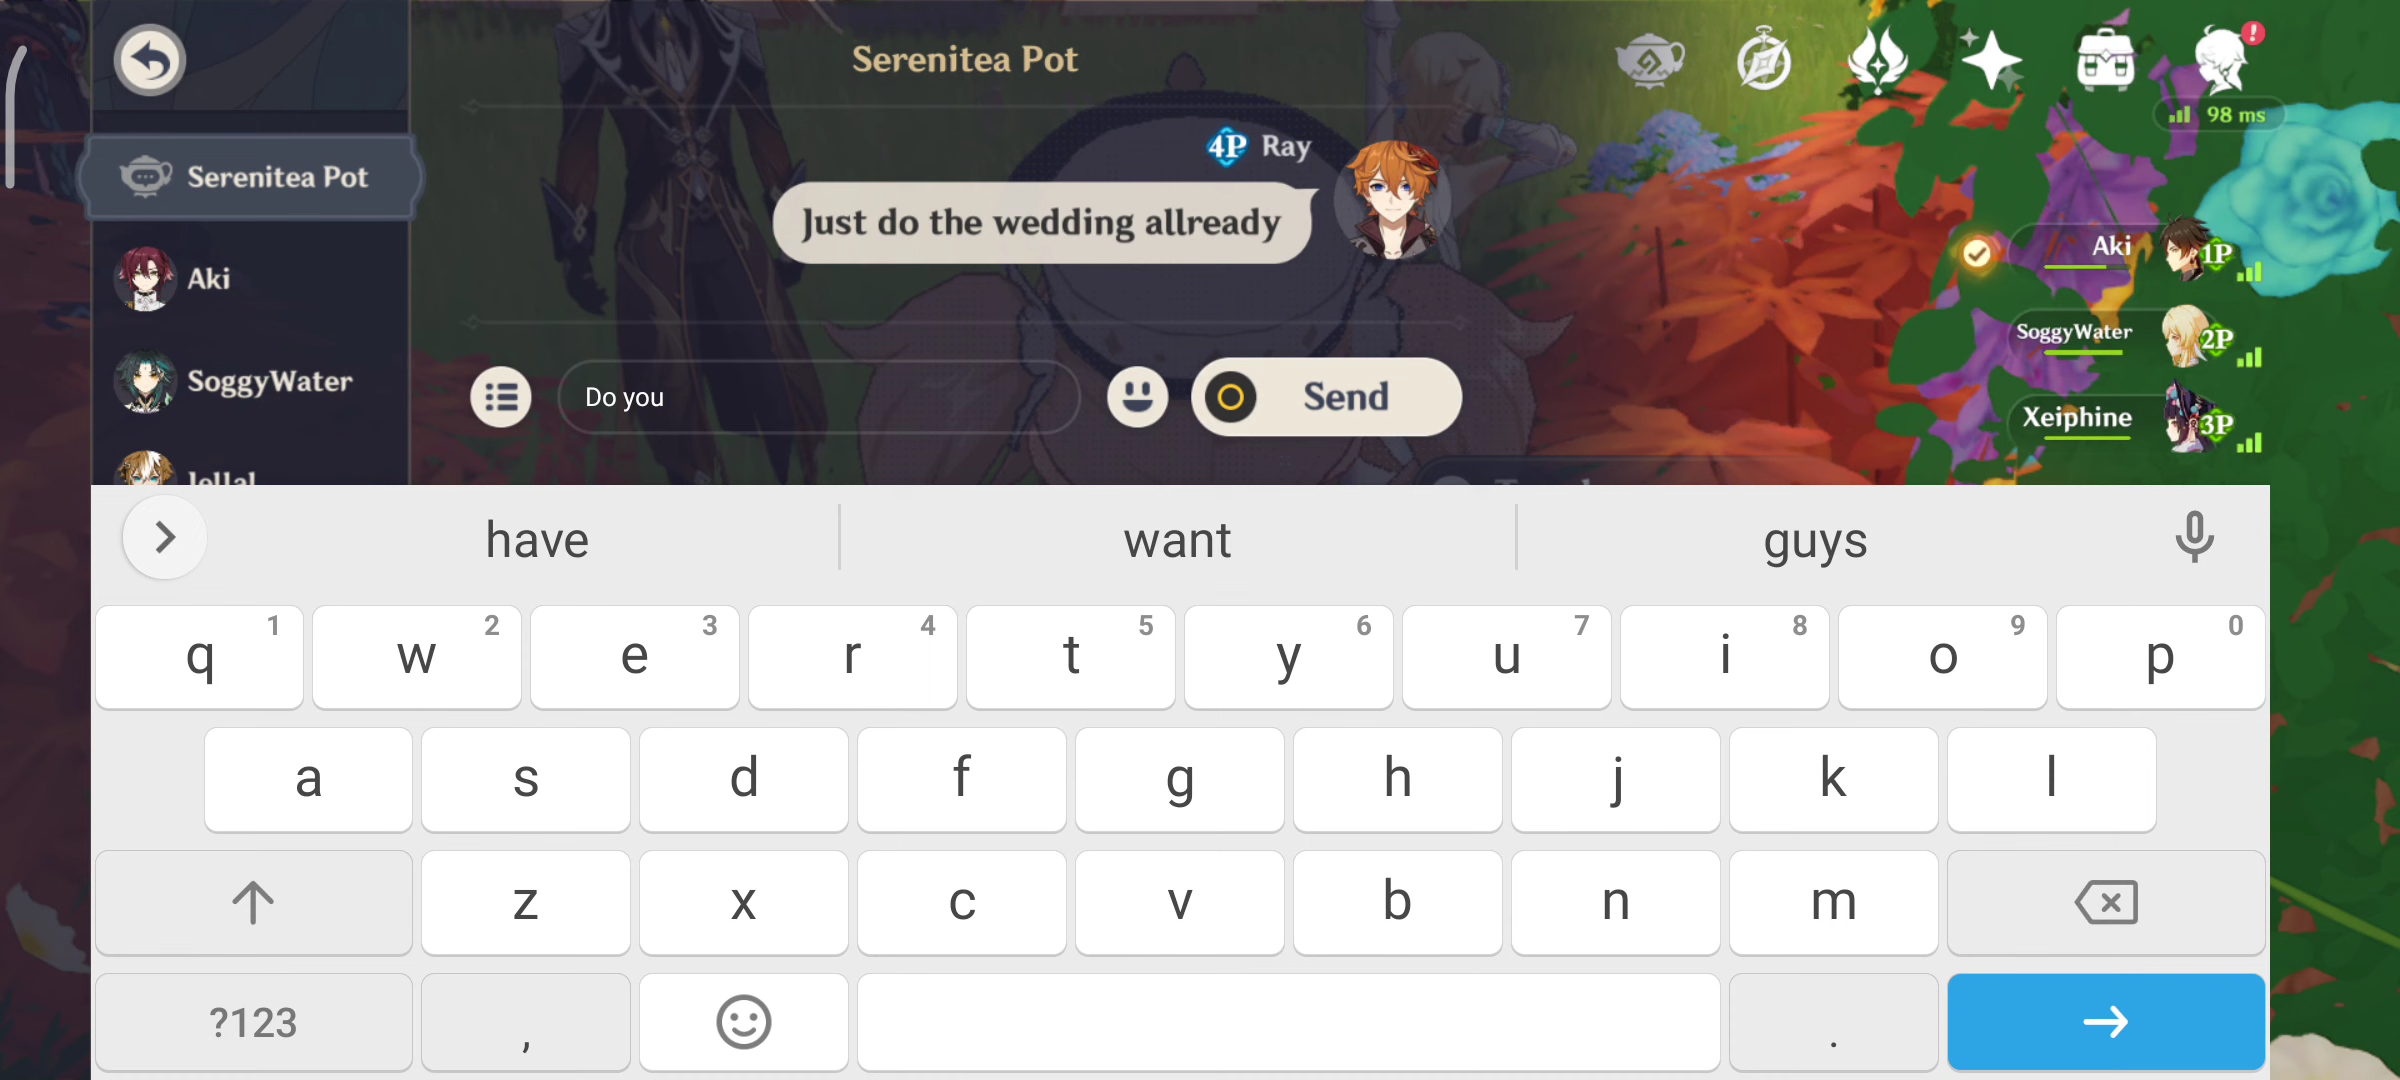 Serenitea Pot
98 ms
4P Ray
Serenitea Pot
Just do the wedding allready
Aki 1P
Aki
SoggyWater 2P
SoggyWater
Do you
Send
Xeiphine 3P
have want guys
q 1 w 2 e 3 r 4 t 5 y 6 u 7 i 8 o 9 p 0
a s d f g h j k l
z x c v b n m
?123 , .